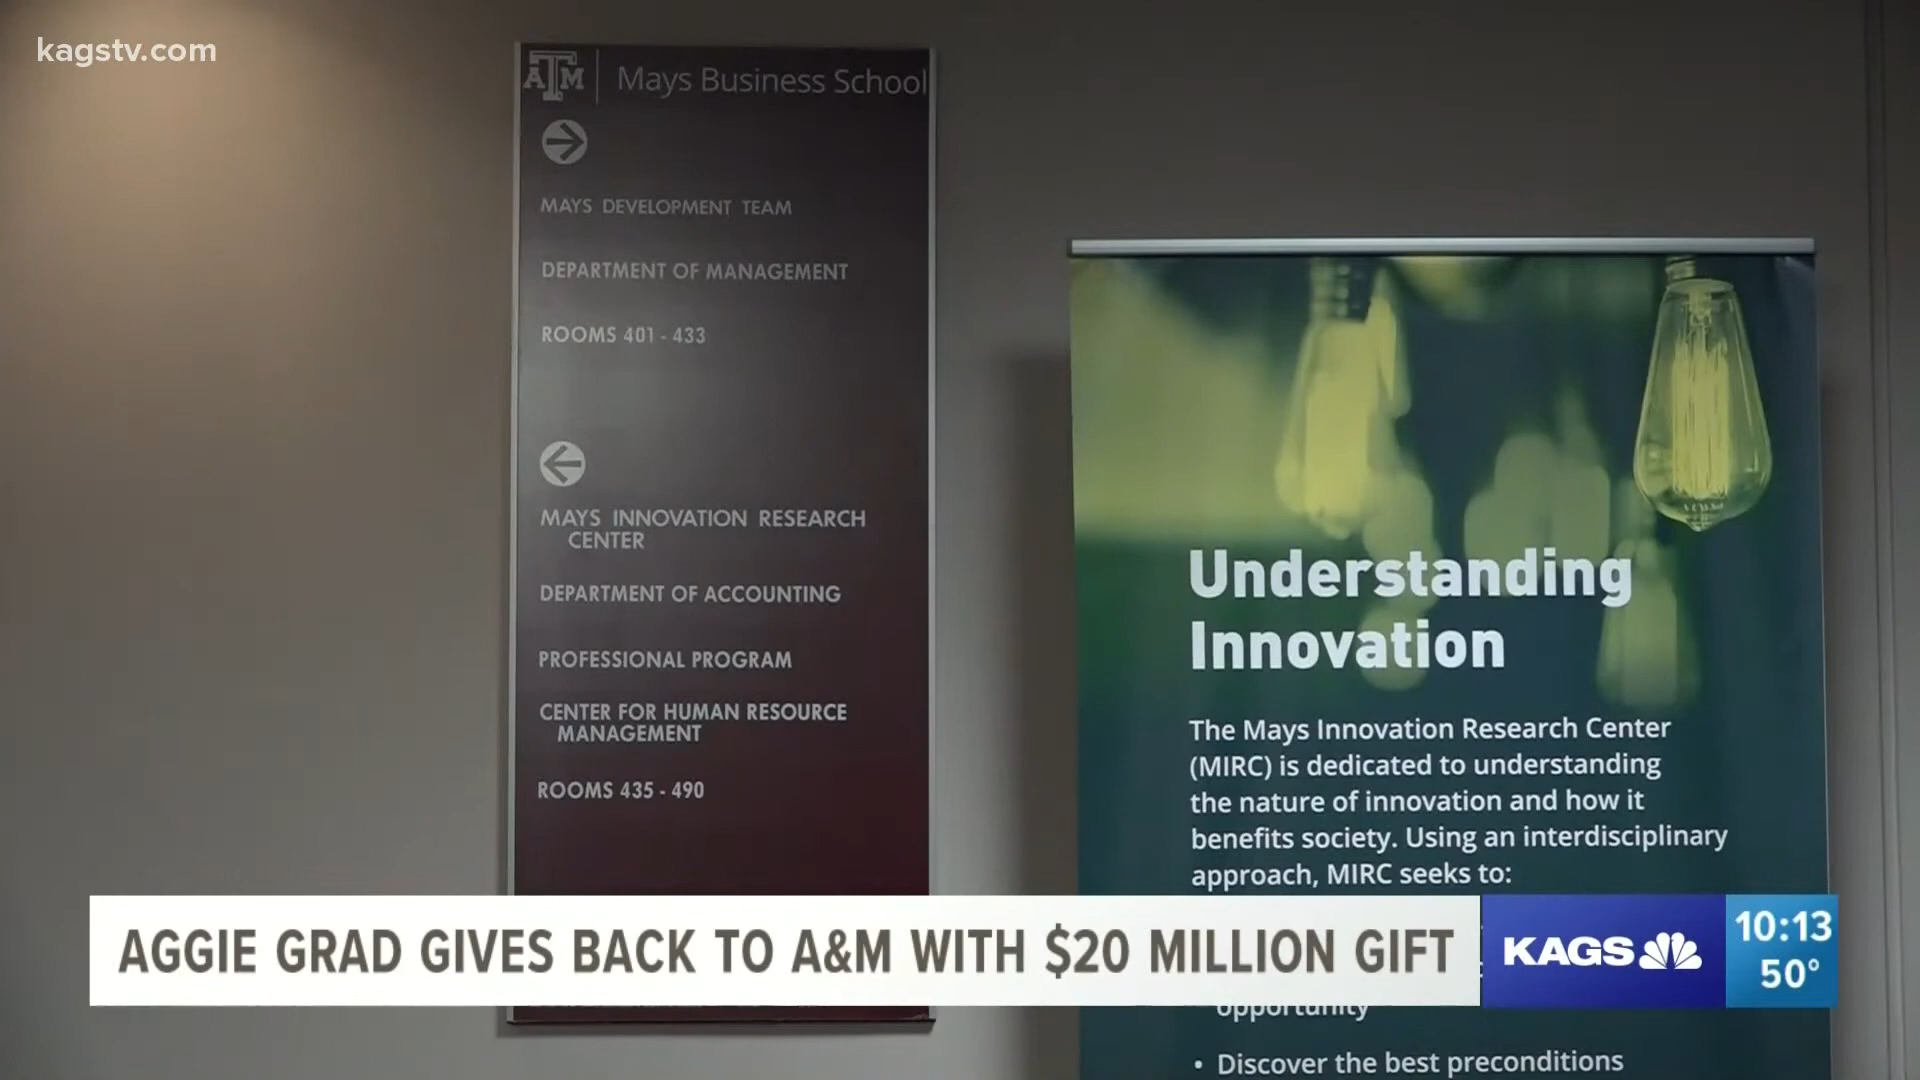 kagstv.com
ATM Mays Business School
MAYS DEVELOPMENT TEAM
DEPARTMENT OF MANAGEMENT
ROOMS 401 - 433
MAYS INNOVATION RESEARCH
CENTER
DEPARTMENT OF ACCOUNTING
PROFESSIONAL PROGRAM
CENTER FOR HUMAN RESOURCE
MANAGEMENT
ROOMS 435 - 490
Understanding
Innovation
The Mays Innovation Research Center
(MIRC) is dedicated to understanding
the nature of innovation and how it
benefits society. Using an interdisciplinary
approach, MIRC seeks to:
opportunity
• Discover the best preconditions
AGGIE GRAD GIVES BACK TO A&M WITH $20 MILLION GIFT
KAGS
10:13
50°